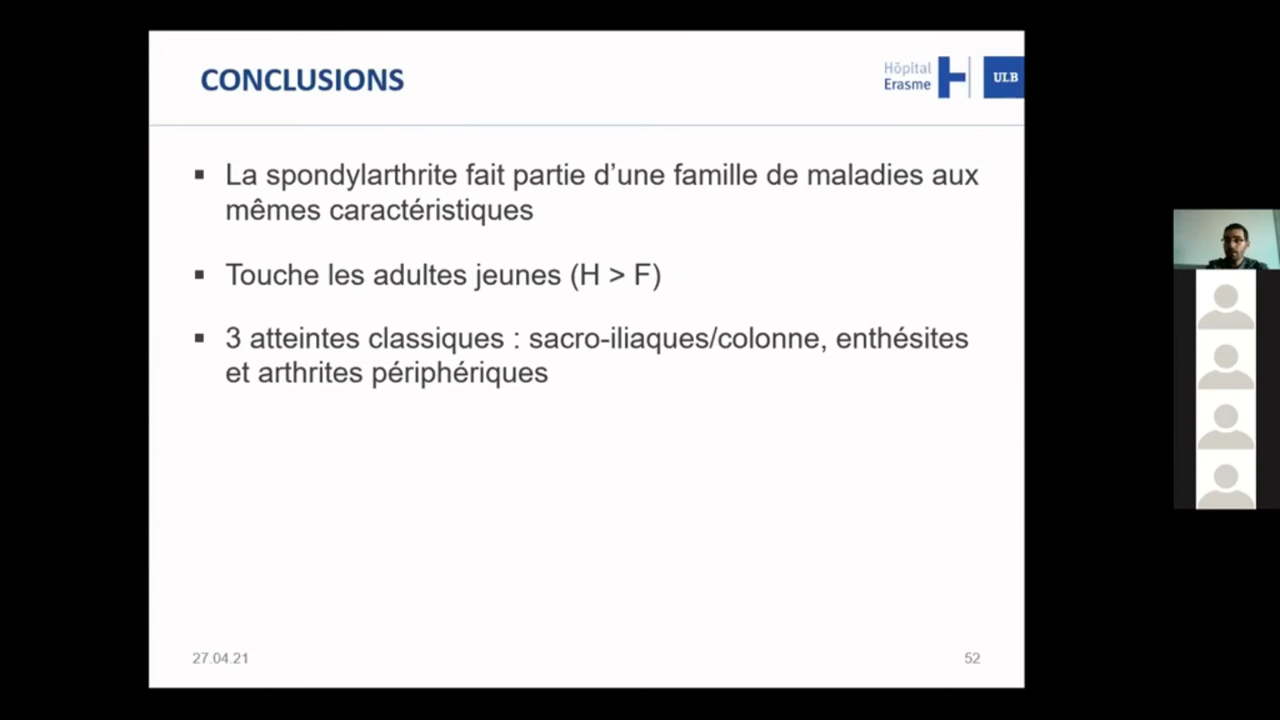 CONCLUSIONS
Hôpital
Erasme
ULB
▪ La spondylarthrite fait partie d’une famille de maladies aux
mêmes caractéristiques
▪ Touche les adultes jeunes (H > F)
▪ 3 atteintes classiques : sacro-iliaques/colonne, enthésites
et arthrites périphériques
27.04.21
52